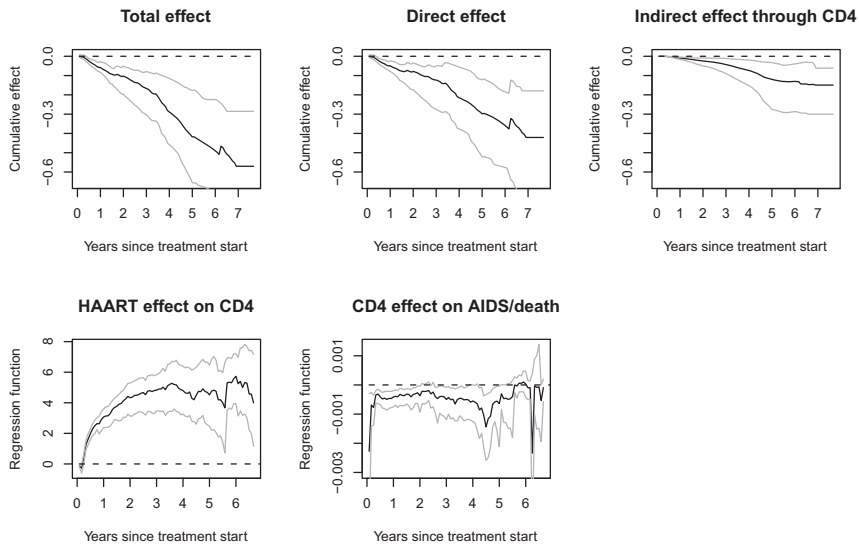 Total effect
Direct effect
Indirect effect through CD4
Cumulative effect
0.0
−0.3
−0.6
0 1 2 3 4 5 6 7
Years since treatment start
Cumulative effect
0.0
−0.3
−0.6
0 1 2 3 4 5 6 7
Years since treatment start
Cumulative effect
0.0
−0.3
−0.6
0 1 2 3 4 5 6 7
Years since treatment start
HAART effect on CD4
CD4 effect on AIDS/death
Regression function
8
6
4
2
0
0 1 2 3 4 5 6
Years since treatment start
Regression function
0.001
−0.001
−0.003
0 1 2 3 4 5 6
Years since treatment start